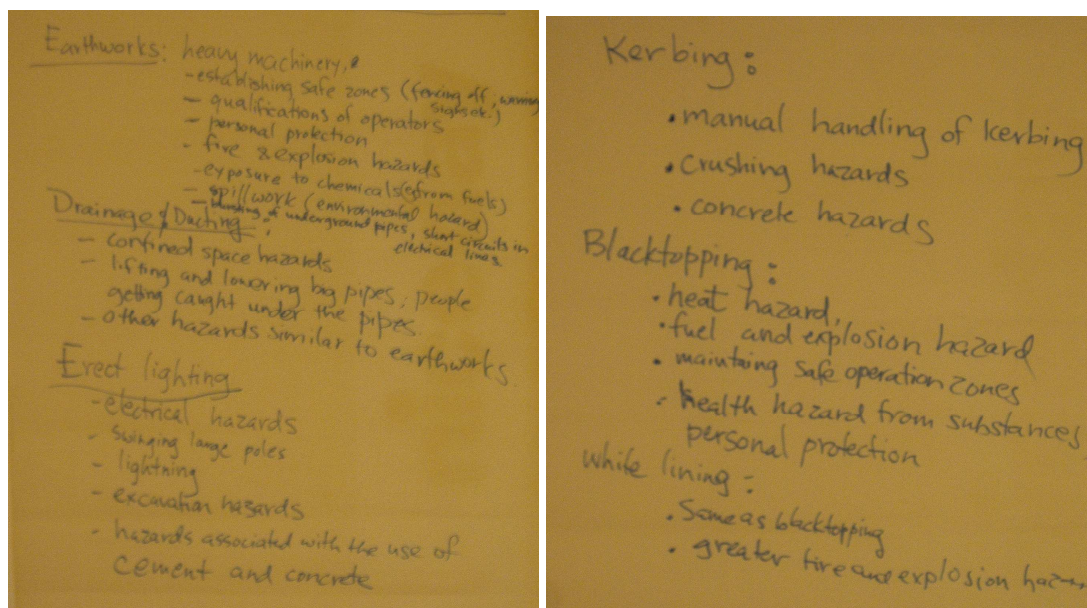 Earthworks: heavy machinery,
- establishing safe zones (fencing off, warning
signs etc.)
- qualifications of operators
- personal protection
- fire & explosion hazards
- exposure to chemicals (from fuels)
- spill work (environmental hazard)
- bursting of underground pipes, short circuits in
electrical lines
Drainage & Ducting:
- confined space hazards
- lifting and lowering big pipes; people
getting caught under the pipes.
- other hazards similar to earthworks.
Erect lighting
- electrical hazards
- swinging large poles
- lightning
- excavation hazards
- hazards associated with the use of
cement and concrete
Kerbing:
• manual handling of kerbing
• crushing hazards
• concrete hazards
Blacktopping:
• heat hazard,
• fuel and explosion hazard
• maintaing safe operation zones
• health hazard from substances,
personal protection
white lining:
• Same as blacktopping
• greater fire and explosion hazards